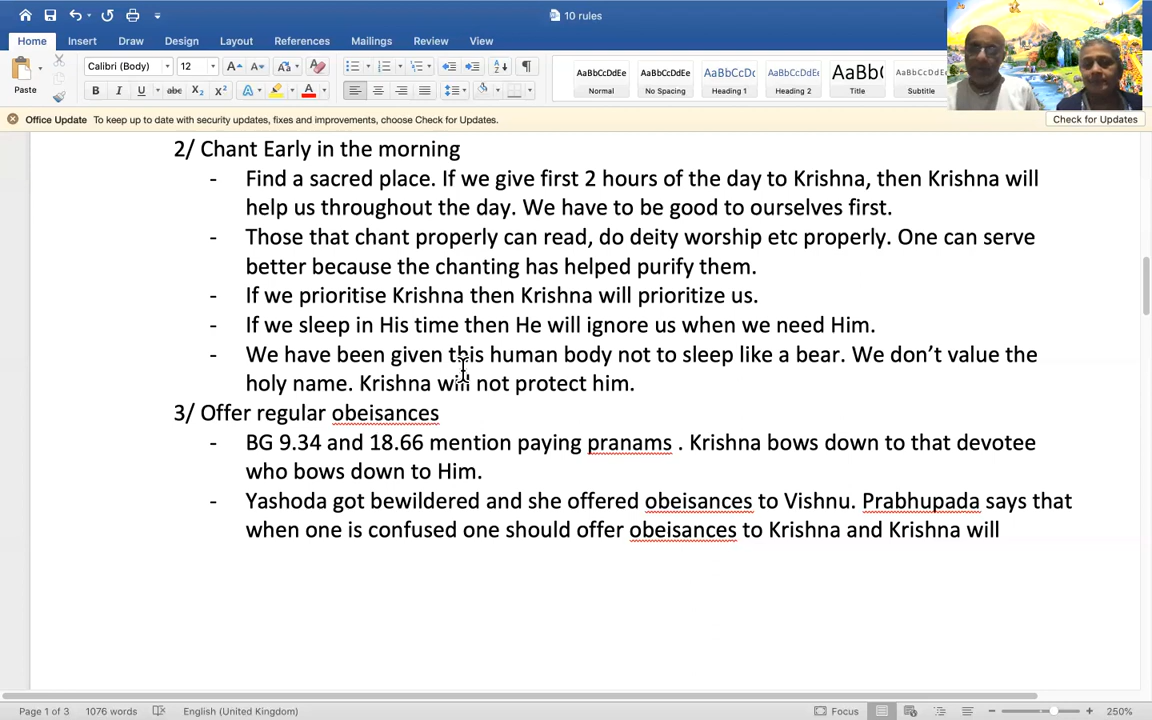 10 rules
Home Insert Draw Design Layout References Mailings Review View
Paste
Calibri (Body) 12
AaBbCcDdEe AaBbCcDdEe AaBbCcDc AaBbCcDdEe AaBb( AaBbCcDdEe
Normal No Spacing Heading 1 Heading 2 Title Subtitle
Office Update To keep up to date with security updates, fixes and improvements, choose Check for Updates. Check for Updates
2/ Chant Early in the morning
- Find a sacred place. If we give first 2 hours of the day to Krishna, then Krishna will
help us throughout the day. We have to be good to ourselves first.
- Those that chant properly can read, do deity worship etc properly. One can serve
better because the chanting has helped purify them.
- If we prioritise Krishna then Krishna will prioritize us.
- If we sleep in His time then He will ignore us when we need Him.
- We have been given this human body not to sleep like a bear. We don’t value the
holy name. Krishna will not protect him.
3/ Offer regular obeisances
- BG 9.34 and 18.66 mention paying pranams . Krishna bows down to that devotee
who bows down to Him.
- Yashoda got bewildered and she offered obeisances to Vishnu. Prabhupada says that
when one is confused one should offer obeisances to Krishna and Krishna will
Page 1 of 3 1076 words English (United Kingdom) Focus 250%